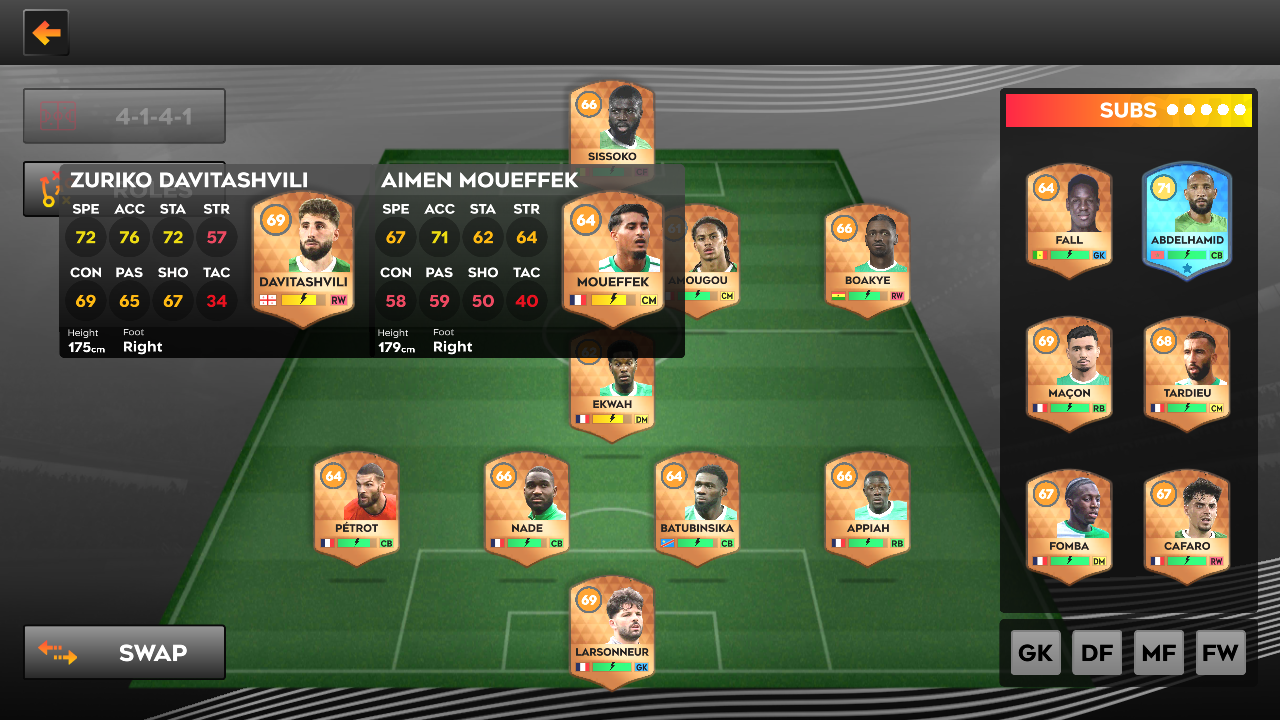 4-1-4-1
66
SISSOKO
CF
SUBS
ROLES
ZURIKO DAVITASHVILI
SPE ACC STA STR
72 76 72 57
CON PAS SHO TAC
69 65 67 34
Height Foot
175cm Right
69
DAVITASHVILI
RW
AIMEN MOUEFFEK
SPE ACC STA STR
67 71 62 64
CON PAS SHO TAC
58 59 50 40
Height Foot
179cm Right
64
MOUEFFEK
CM
AMOUGOU
CM
66
BOAKYE
RW
EKWAH
DM
64
PÉTROT
CB
66
NADE
CB
64
BATUBINSIKA
CB
66
APPIAH
RB
69
LARSONNEUR
GK
64
FALL
GK
71
ABDELHAMID
CB
69
MAÇON
RB
68
TARDIEU
CM
67
FOMBA
DM
67
CAFARO
RW
SWAP
GK DF MF FW